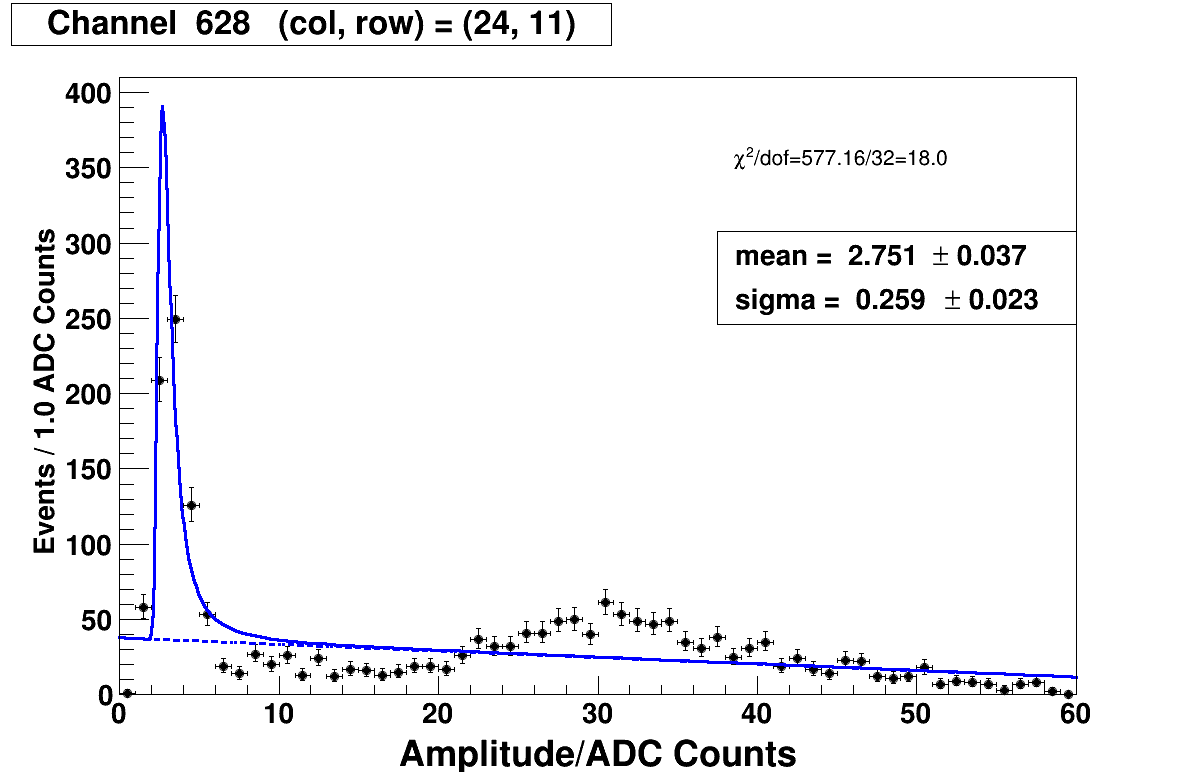 Channel 628 (col, row) = (24, 11)
400
350
300
250
200
150
100
50
0
Events / 1.0 ADC Counts
χ²/dof=577.16/32=18.0
mean = 2.751 ± 0.037
sigma = 0.259 ± 0.023
0 10 20 30 40 50 60
Amplitude/ADC Counts